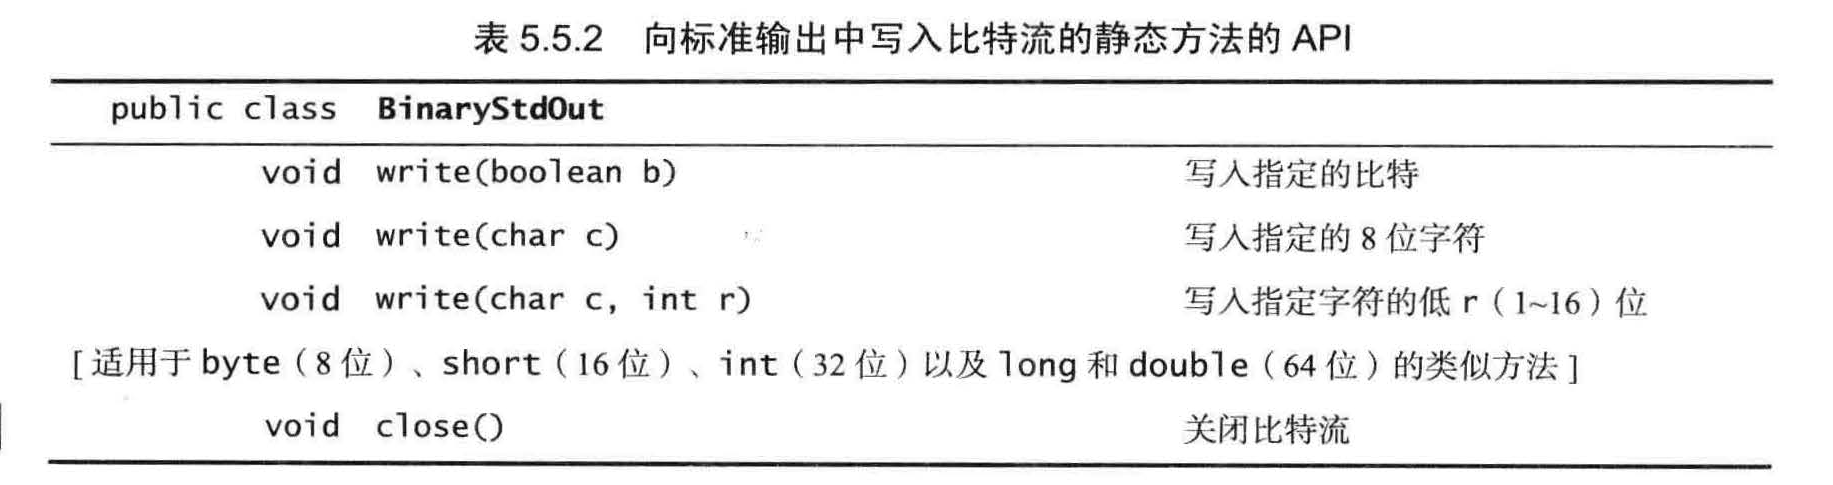 表 5.5.2 向标准输出中写入比特流的静态方法的 API
public class BinaryStdOut
void write(boolean b) 写入指定的比特
void write(char c) 写入指定的 8 位字符
void write(char c, int r) 写入指定字符的低 r（1~16）位
[ 适用于 byte（8 位）、short（16 位）、int（32 位）以及 long 和 double（64 位）的类似方法 ]
void close() 关闭比特流